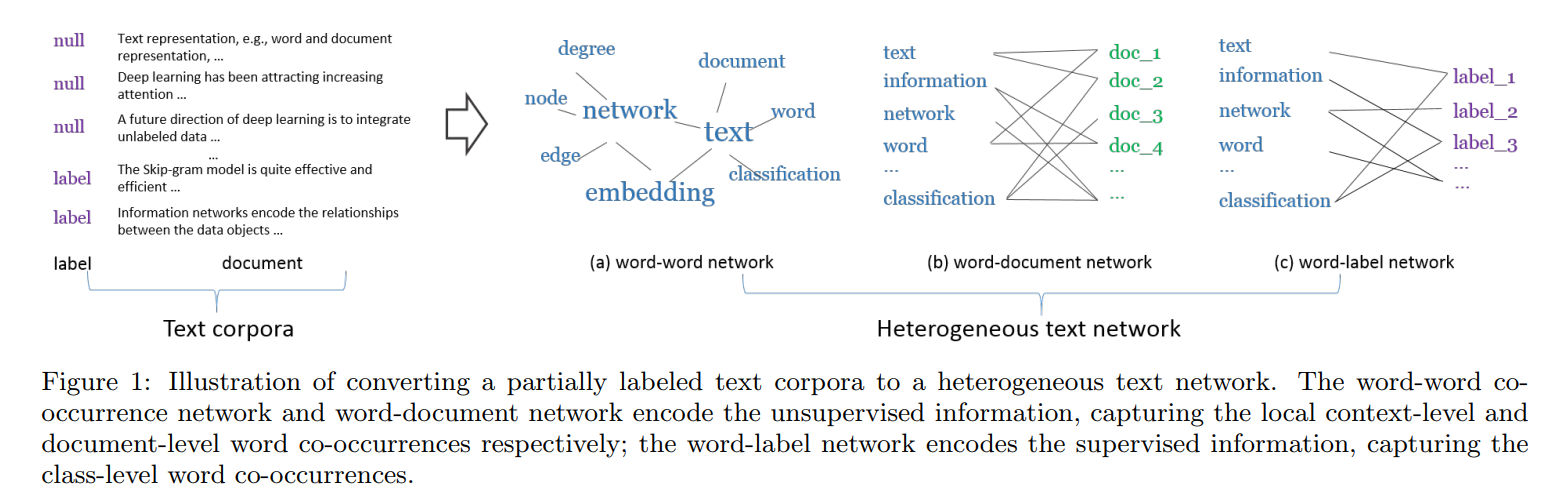 null Text representation, e.g., word and document
representation, ...
null Deep learning has been attracting increasing
attention ...
null A future direction of deep learning is to integrate
unlabeled data ...
...
label The Skip-gram model is quite effective and
efficient ...
label Information networks encode the relationships
between the data objects ...
label document
Text corpora
degree
document
node
network
word
text
edge
classification
embedding
(a) word-word network
text doc_1
information doc_2
network doc_3
word doc_4
... ...
classification ...
(b) word-document network
text
information label_1
network label_2
word label_3
... ...
...
classification
(c) word-label network
Heterogeneous text network
Figure 1: Illustration of converting a partially labeled text corpora to a heterogeneous text network. The word-word co-
occurrence network and word-document network encode the unsupervised information, capturing the local context-level and
document-level word co-occurrences respectively; the word-label network encodes the supervised information, capturing the
class-level word co-occurrences.